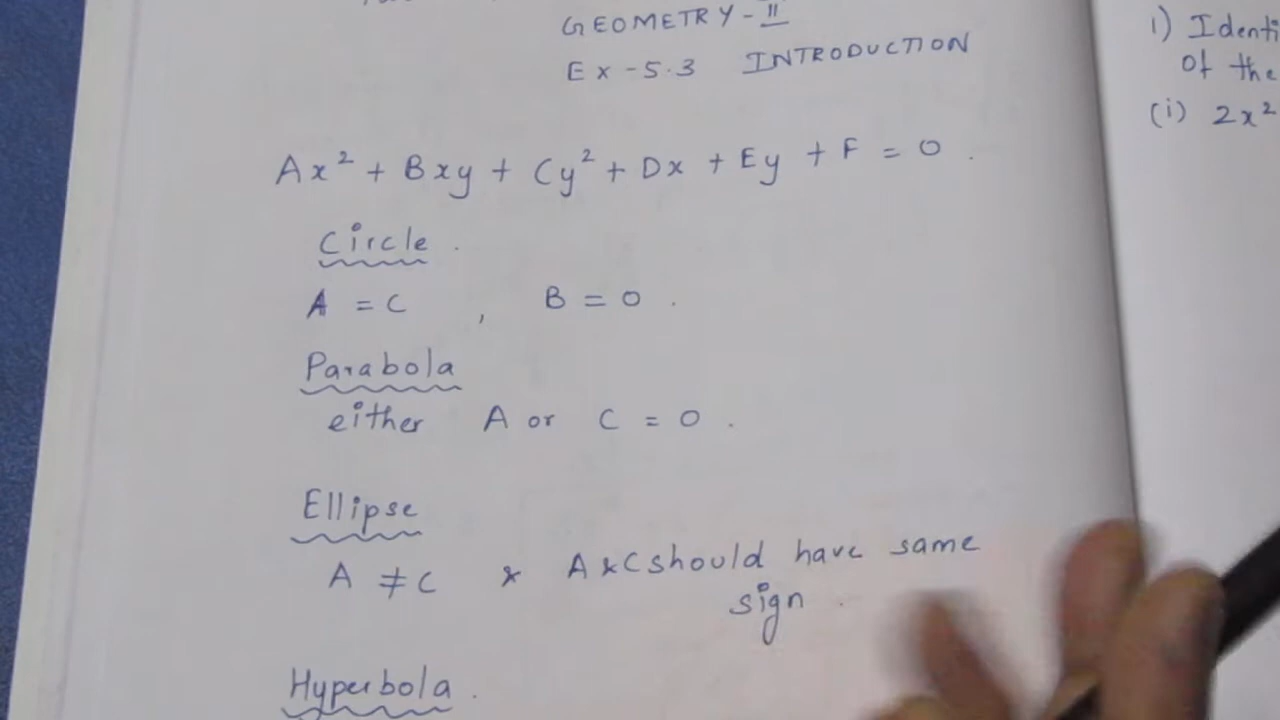 GEOMETRY - II
Ex - 5.3 INTRODUCTION
Ax² + Bxy + Cy² + Dx + Ey + F = 0.
Circle.
A = C, B = 0.
Parabola
either A or C = 0.
Ellipse
A ≠ C & A & C should have same
sign.
Hyperbola.
1) Identi
of the
(i) 2x²